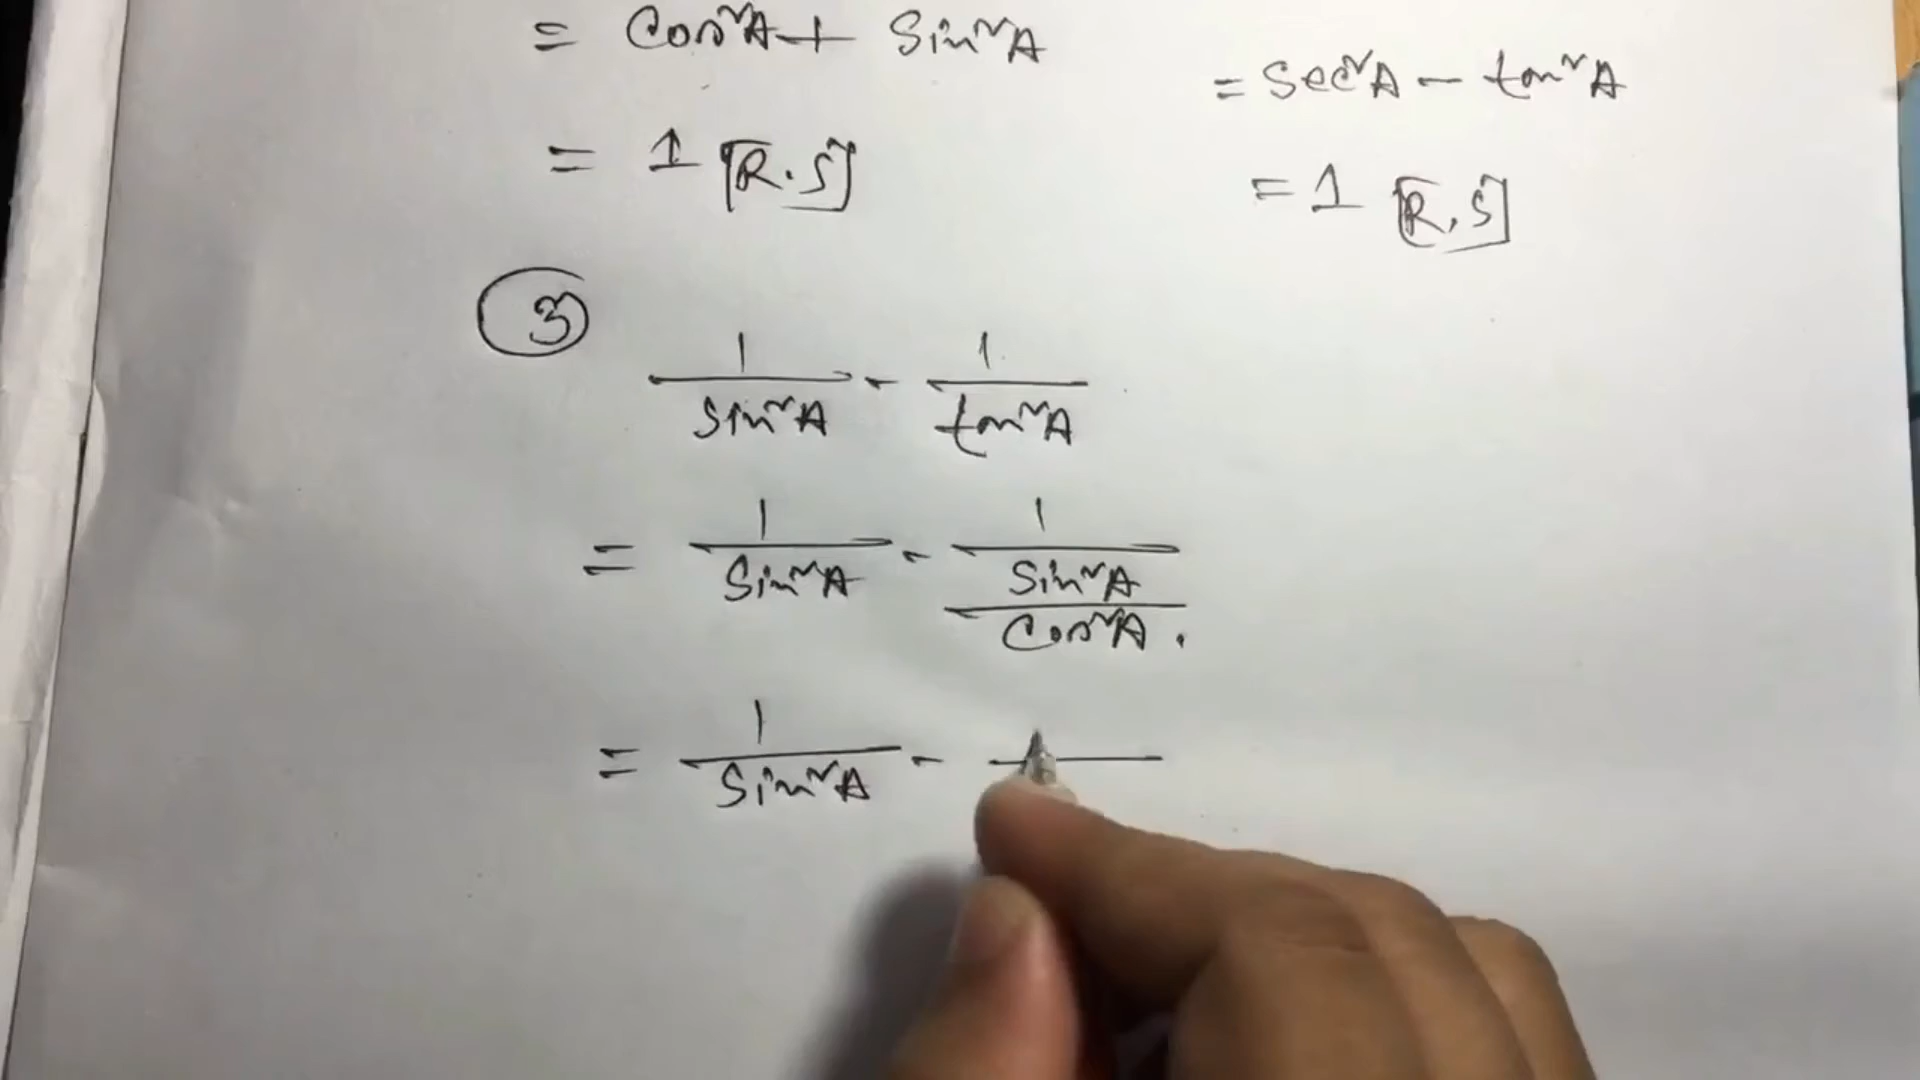 = Cos²A + Sin²A
= 1 [R.S]
= Sec²A - tan²A
= 1 [R.S]
③
1/sin²A - 1/tan²A
= 1/Sin²A - 1/(Sin²A/Cos²A).
= 1/Sin²A -